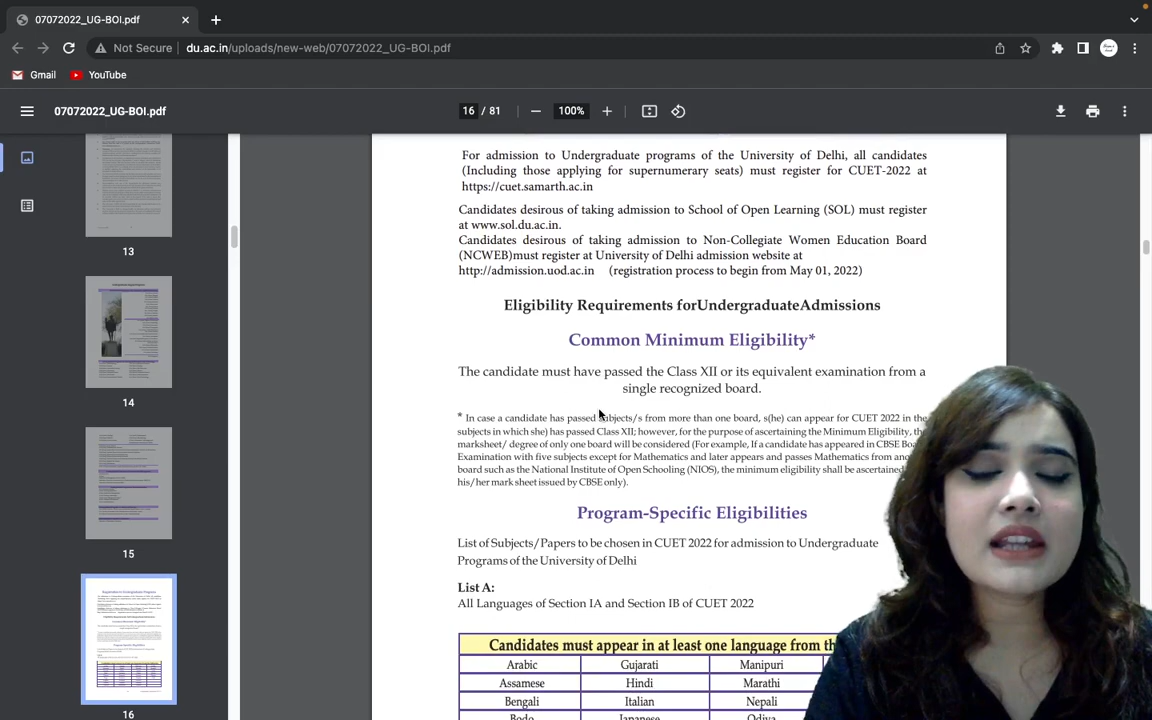 07072022_UG-BOI.pdf
Not Secure du.ac.in/uploads/new-web/07072022_UG-BOI.pdf
Gmail YouTube
07072022_UG-BOI.pdf 16 / 81 100%
13
14
15
16
For admission to Undergraduate programs of the University of Delhi, all candidates
(Including those applying for supernumerary seats) must register for CUET-2022 at
https://cuet.samarth.ac.in
Candidates desirous of taking admission to School of Open Learning (SOL) must register
at www.sol.du.ac.in.
Candidates desirous of taking admission to Non-Collegiate Women Education Board
(NCWEB)must register at University of Delhi admission website at
http://admission.uod.ac.in (registration process to begin from May 01, 2022)
Eligibility Requirements forUndergraduateAdmissions
Common Minimum Eligibility*
The candidate must have passed the Class XII or its equivalent examination from a
single recognized board.
* In case a candidate has passed subjects/s from more than one board, s(he) can appear for CUET 2022 in the
subjects in which she) has passed Class XII; however, for the purpose of ascertaining the Minimum Eligibility, the
marksheet/ degree of only one board will be considered (For example, If a candidate has appeared in CBSE
Examination with five subjects except for Mathematics and later appears and passes Mathematics from
board such as the National Institute of Open Schooling (NIOS), the minimum eligibility shall be ascertained
his/her mark sheet issued by CBSE only).
Program-Specific Eligibilities
List of Subjects/Papers to be chosen in CUET 2022 for admission to Undergraduate
Programs of the University of Delhi
List A:
All Languages of Section IA and Section IB of CUET 2022
Candidates must appear in at least one language from
Arabic Gujarati Manipuri
Assamese Hindi Marathi
Bengali Italian Nepali
Bodo Japanese Odiya